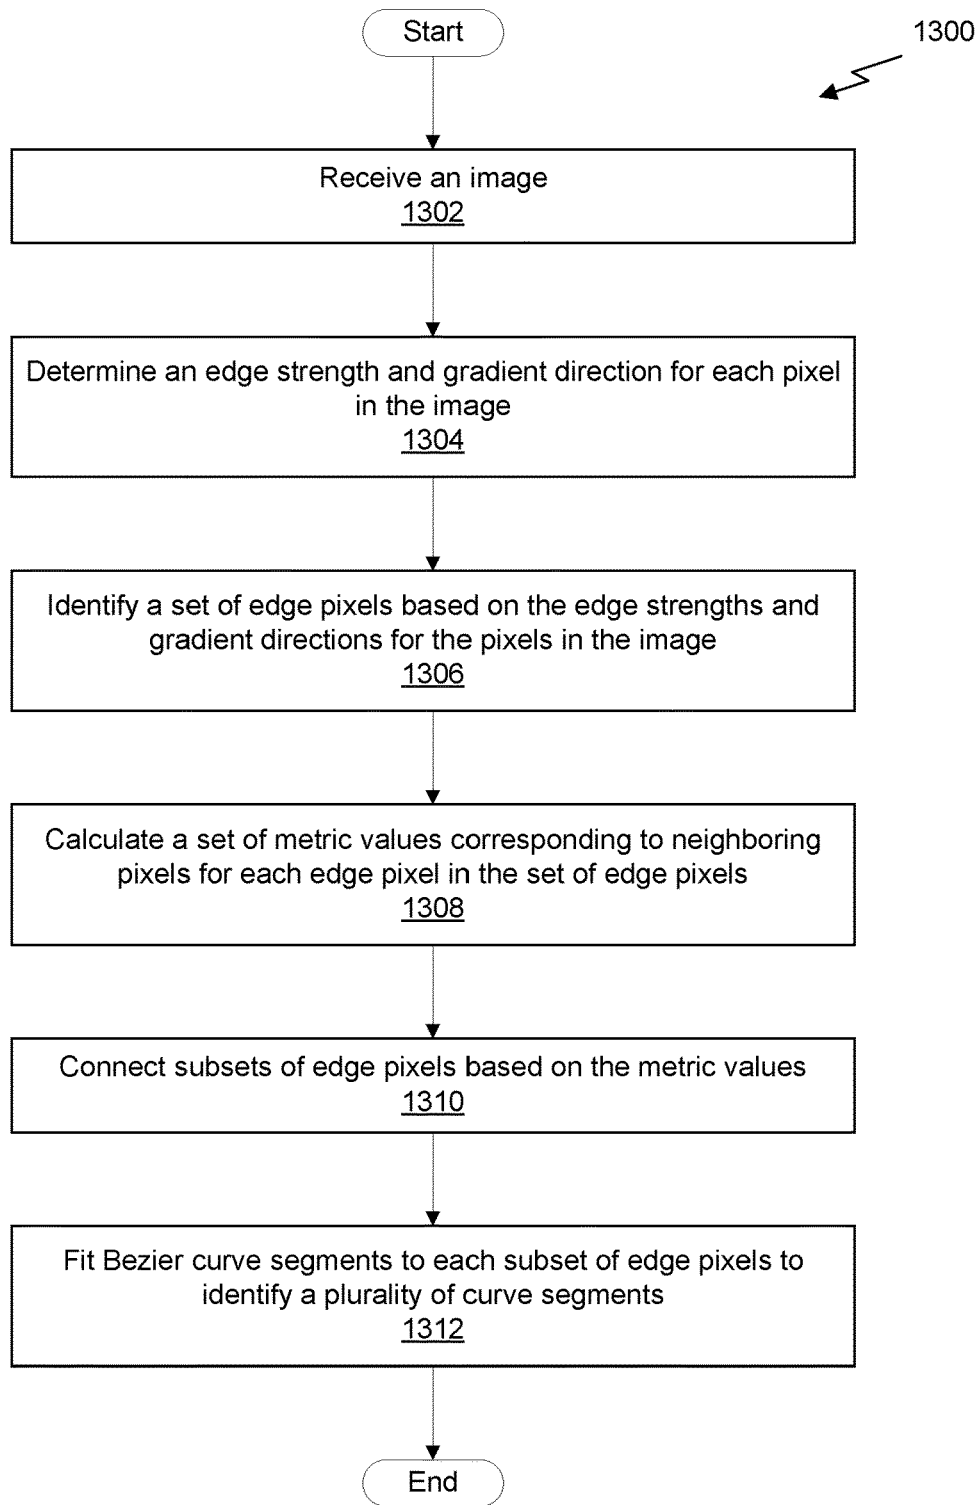 Start
1300
Receive an image
1302
Determine an edge strength and gradient direction for each pixel
in the image
1304
Identify a set of edge pixels based on the edge strengths and
gradient directions for the pixels in the image
1306
Calculate a set of metric values corresponding to neighboring
pixels for each edge pixel in the set of edge pixels
1308
Connect subsets of edge pixels based on the metric values
1310
Fit Bezier curve segments to each subset of edge pixels to
identify a plurality of curve segments
1312
End